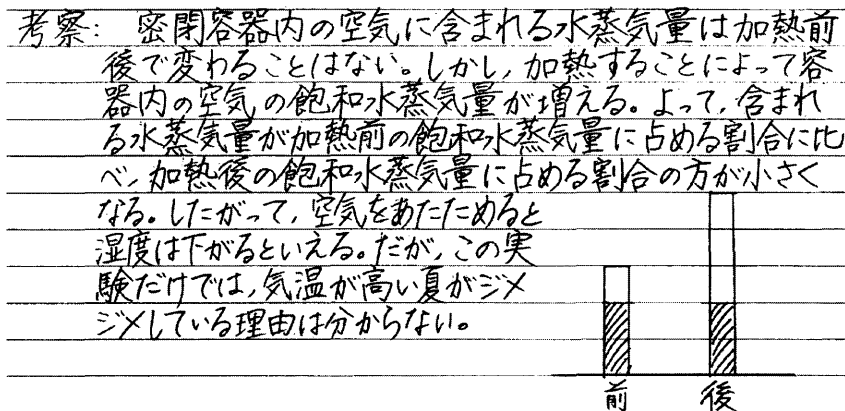 考察: 密閉容器内の空気に含まれる水蒸気量は加熱前
後で変わることはない。しかし,加熱することによって容
器内の空気の飽和水蒸気量が増える。よって,含まれ
る水蒸気量が加熱前の飽和水蒸気量に占める割合に比
べ,加熱後の飽和水蒸気量に占める割合の方が小さく
なる。したがって,空気をあたためると
湿度は下がるといえる。だが,この実
験だけでは,気温が高い夏がジメ
ジメしている理由は分からない。
前 後